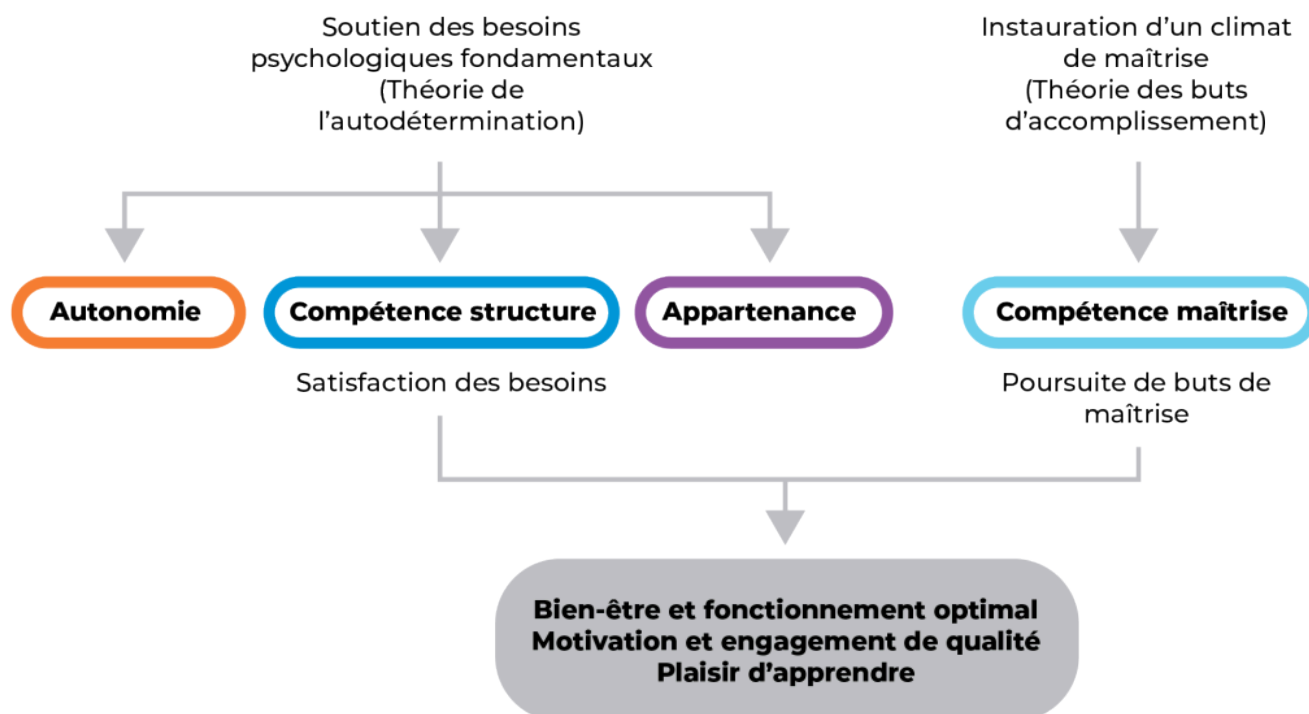 Soutien des besoins
psychologiques fondamentaux
(Théorie de
l’autodétermination)
Instauration d’un climat
de maîtrise
(Théorie des buts
d’accomplissement)
Autonomie
Compétence structure
Appartenance
Compétence maîtrise
Satisfaction des besoins
Poursuite de buts de
maîtrise
Bien-être et fonctionnement optimal
Motivation et engagement de qualité
Plaisir d’apprendre